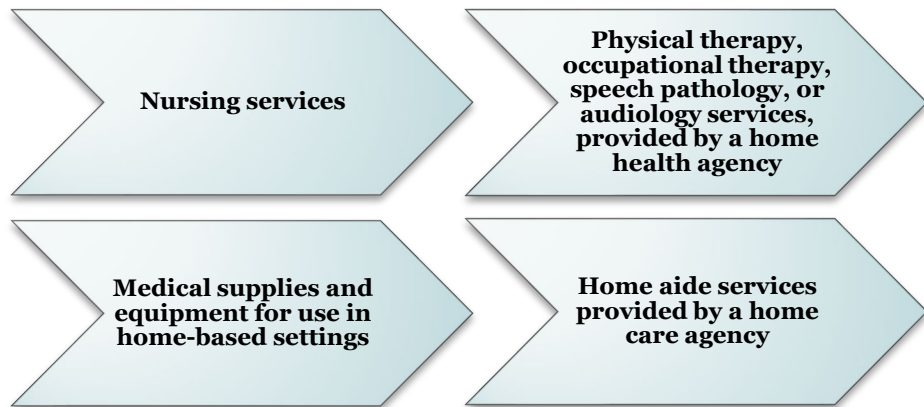 Nursing services
Physical therapy,
occupational therapy,
speech pathology, or
audiology services,
provided by a home
health agency
Medical supplies and
equipment for use in
home-based settings
Home aide services
provided by a home
care agency